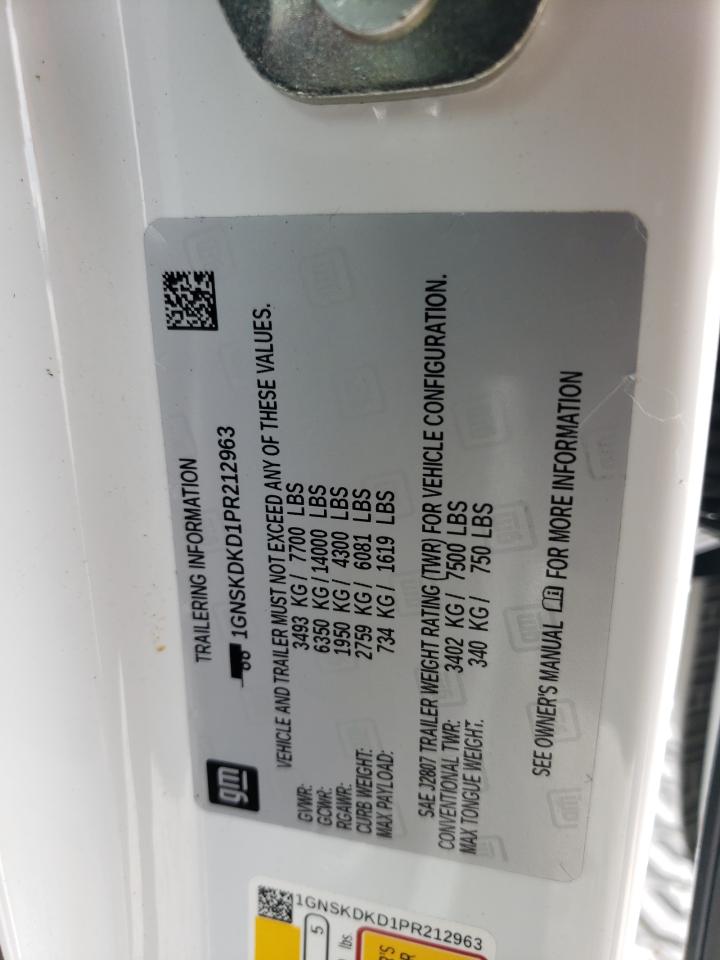 gm
TRAILERING INFORMATION
1GNSKDKD1PR212963
VEHICLE AND TRAILER MUST NOT EXCEED ANY OF THESE VALUES.
GVWR: 3493 KG / 7700 LBS
GCWR: 6350 KG / 14000 LBS
RGAWR: 1950 KG / 4300 LBS
CURB WEIGHT: 2759 KG / 6081 LBS
MAX PAYLOAD: 734 KG / 1619 LBS
SAE J2807 TRAILER WEIGHT RATING (TWR) FOR VEHICLE CONFIGURATION.
CONVENTIONAL TWR: 3402 KG / 7500 LBS
MAX TONGUE WEIGHT. 340 KG / 750 LBS
SEE OWNER'S MANUAL FOR MORE INFORMATION
1GNSKDKD1PR212963
5
lbs.